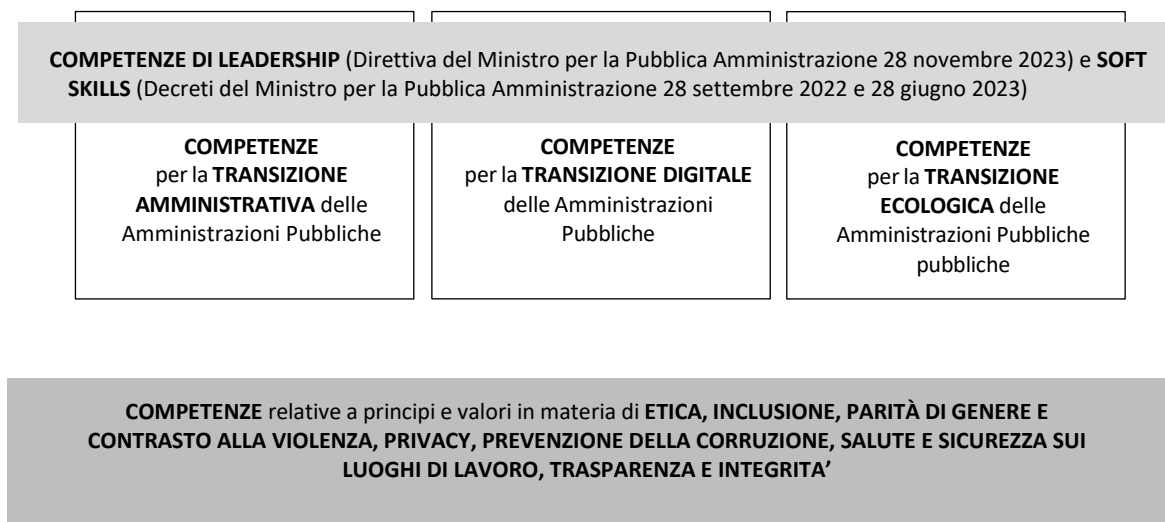 COMPETENZE DI LEADERSHIP (Direttiva del Ministro per la Pubblica Amministrazione 28 novembre 2023) e SOFT
SKILLS (Decreti del Ministro per la Pubblica Amministrazione 28 settembre 2022 e 28 giugno 2023)
COMPETENZE
per la TRANSIZIONE
AMMINISTRATIVA delle
Amministrazioni Pubbliche
COMPETENZE
per la TRANSIZIONE DIGITALE
delle Amministrazioni
Pubbliche
COMPETENZE
per la TRANSIZIONE
ECOLOGICA delle
Amministrazioni Pubbliche
pubbliche
COMPETENZE relative a principi e valori in materia di ETICA, INCLUSIONE, PARITÀ DI GENERE E
CONTRASTO ALLA VIOLENZA, PRIVACY, PREVENZIONE DELLA CORRUZIONE, SALUTE E SICUREZZA SUI
LUOGHI DI LAVORO, TRASPARENZA E INTEGRITA’